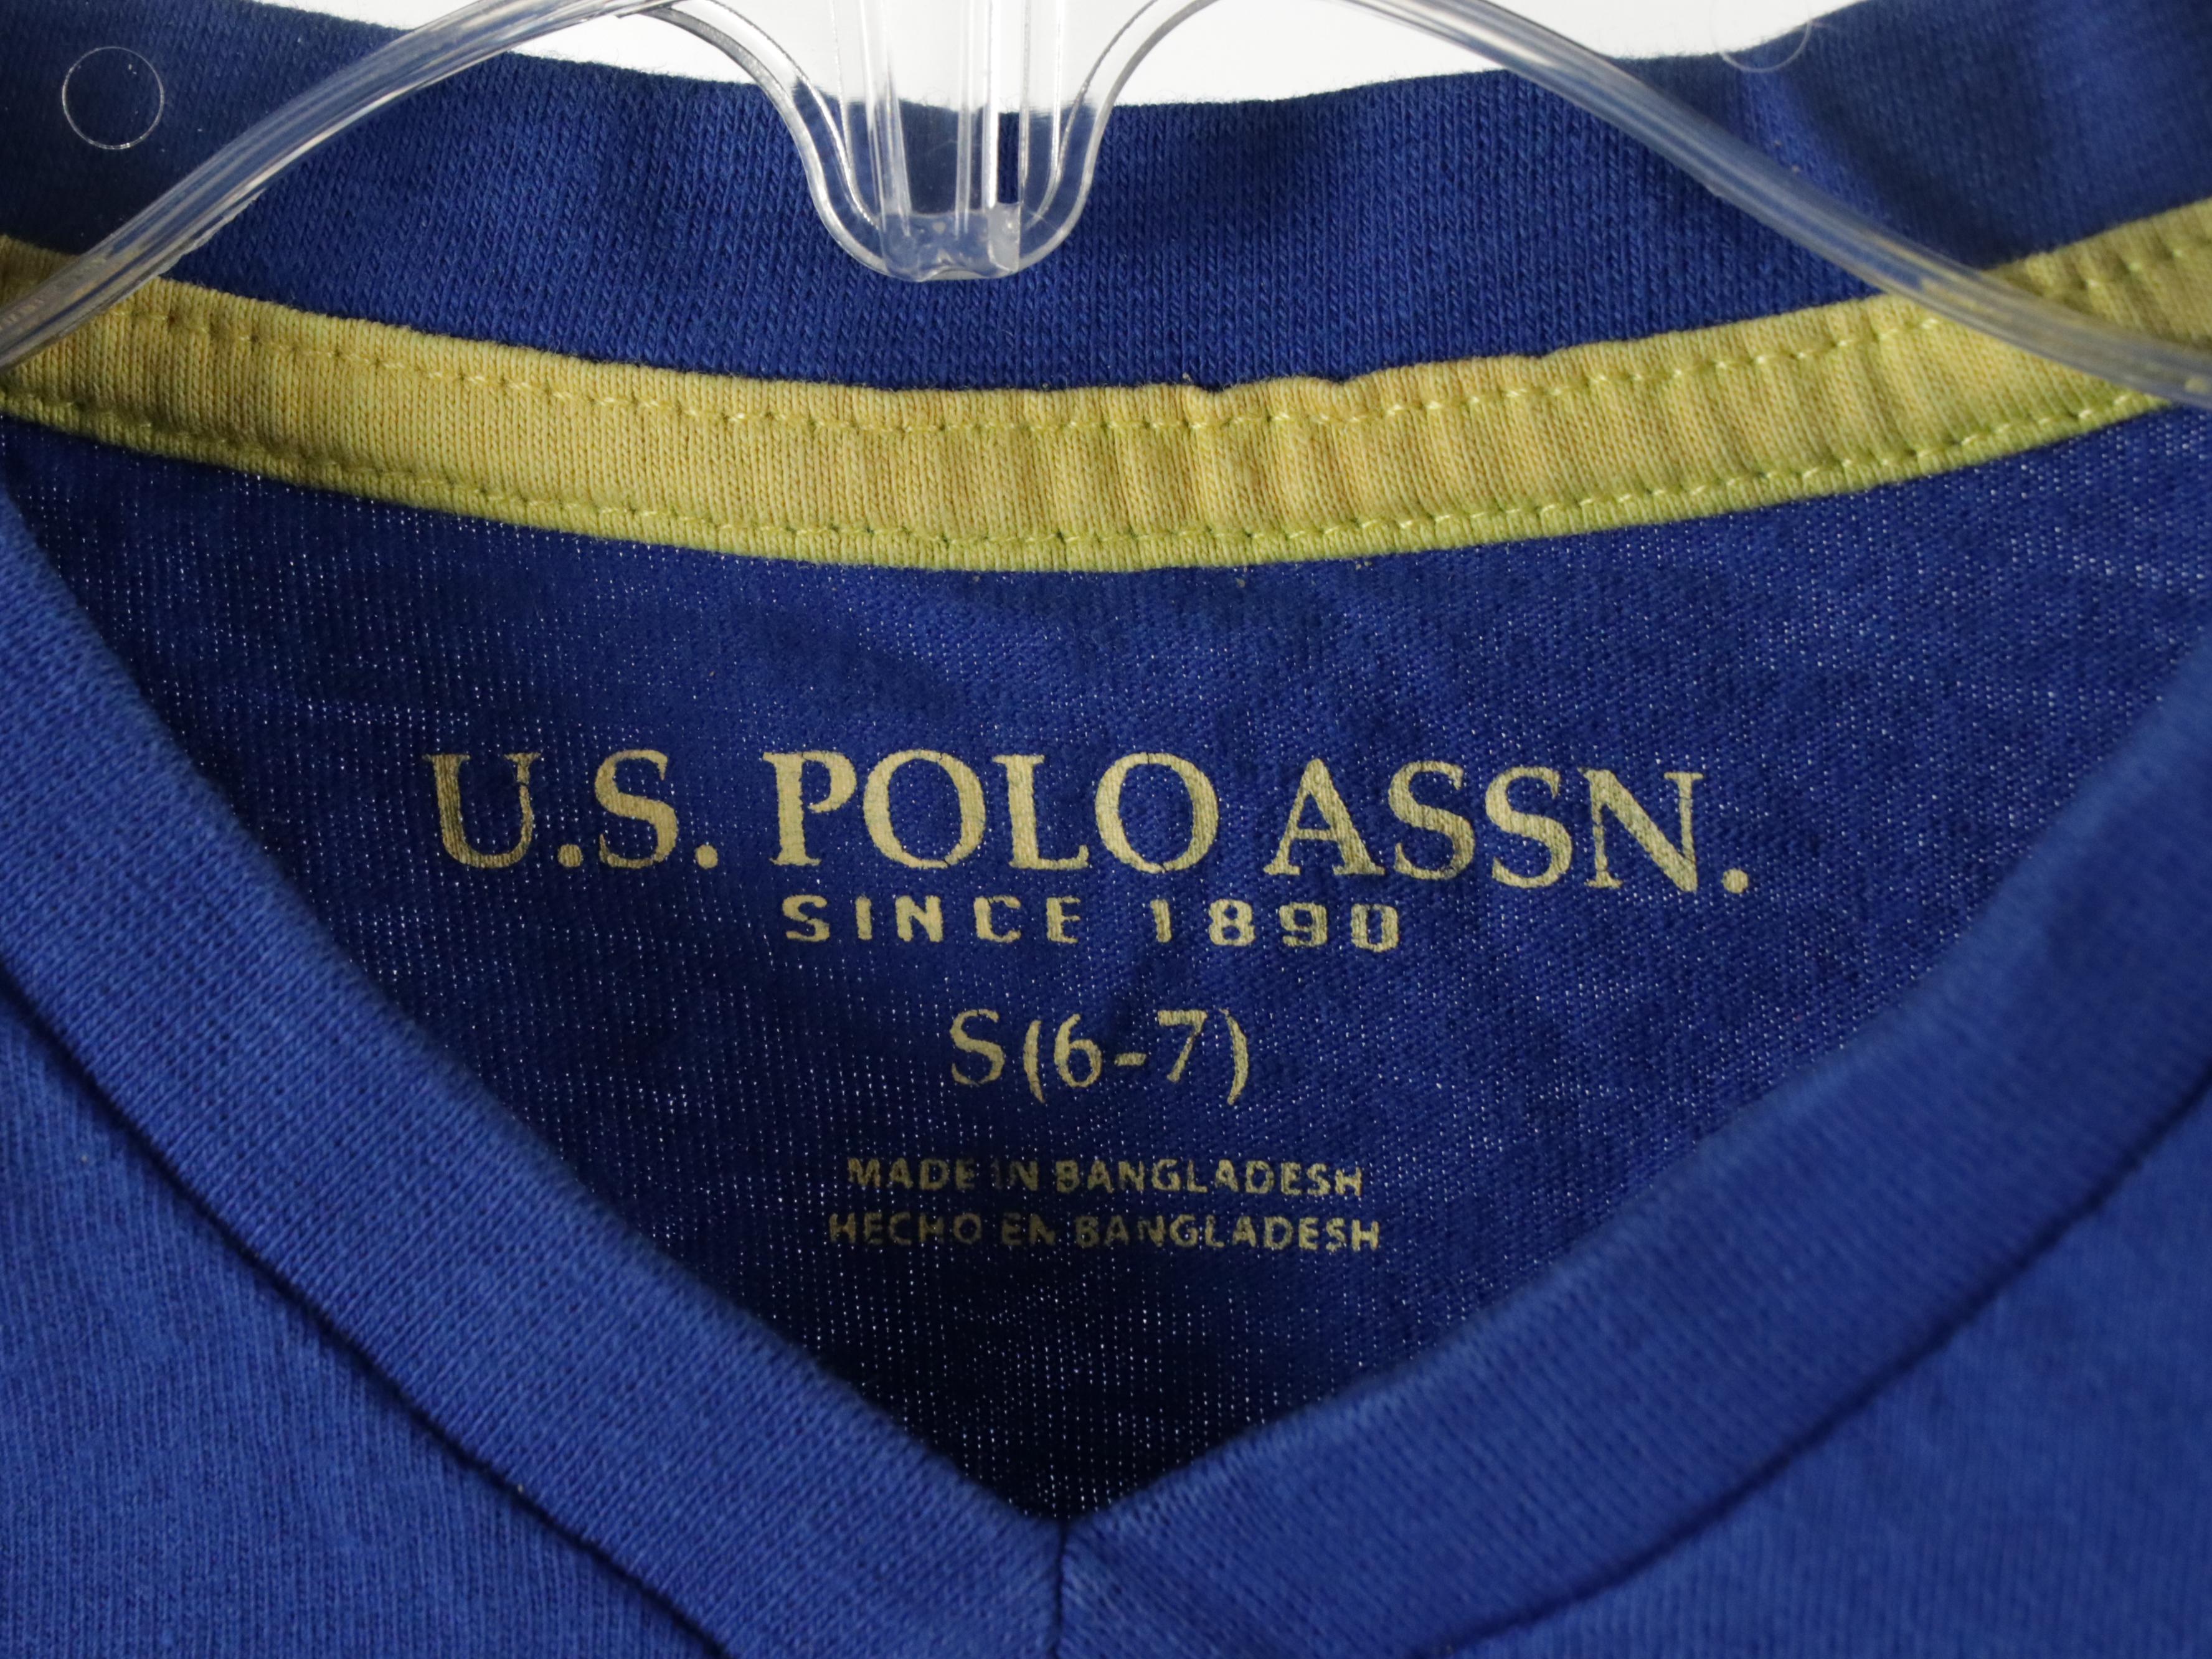 U.S. POLO ASSN.
SINCE 1890
S(6-7)
MADE IN BANGLADESH
HECHO EN BANGLADESH